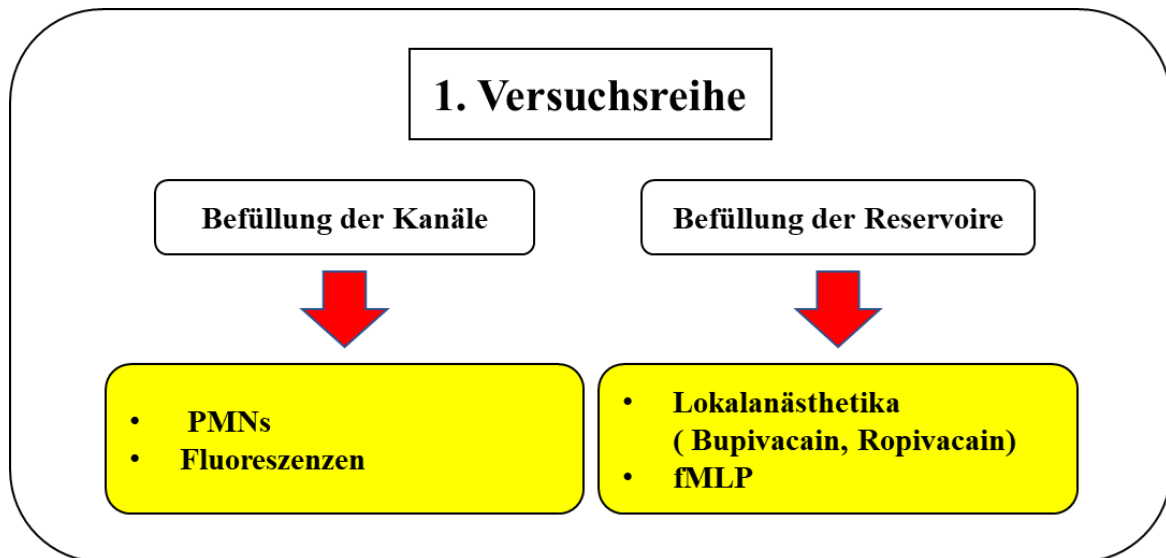 1. Versuchsreihe
Befüllung der Kanäle
Befüllung der Reservoire
• PMNs
• Fluoreszenzen
• Lokalanästhetika
( Bupivacain, Ropivacain)
• fMLP